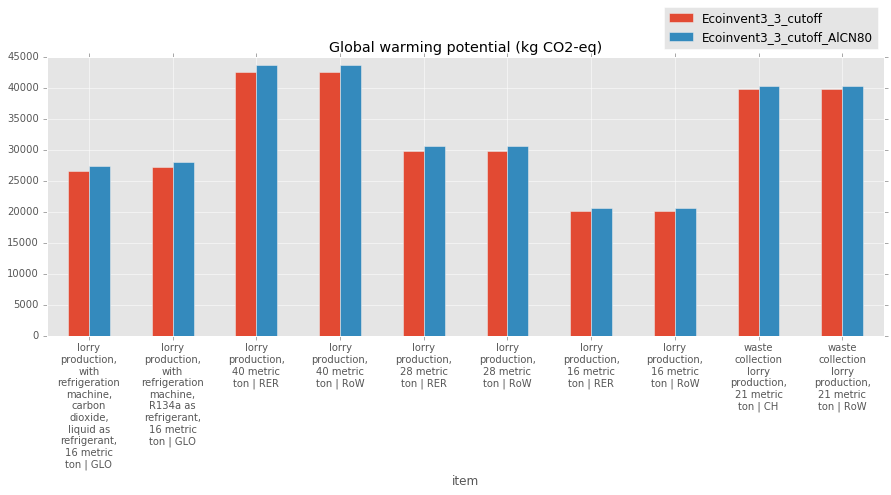 Ecoinvent3_3_cutoff
Ecoinvent3_3_cutoff_AlCN80
Global warming potential (kg CO2-eq)
45000
40000
35000
30000
25000
20000
15000
10000
5000
0
lorry
production,
with
refrigeration
machine,
carbon
dioxide,
liquid as
refrigerant,
16 metric
ton | GLO
lorry
production,
with
refrigeration
machine,
R134a as
refrigerant,
16 metric
ton | GLO
lorry
production,
40 metric
ton | RER
lorry
production,
40 metric
ton | RoW
lorry
production,
28 metric
ton | RER
lorry
production,
28 metric
ton | RoW
lorry
production,
16 metric
ton | RER
lorry
production,
16 metric
ton | RoW
waste
collection
lorry
production,
21 metric
ton | CH
waste
collection
lorry
production,
21 metric
ton | RoW
item